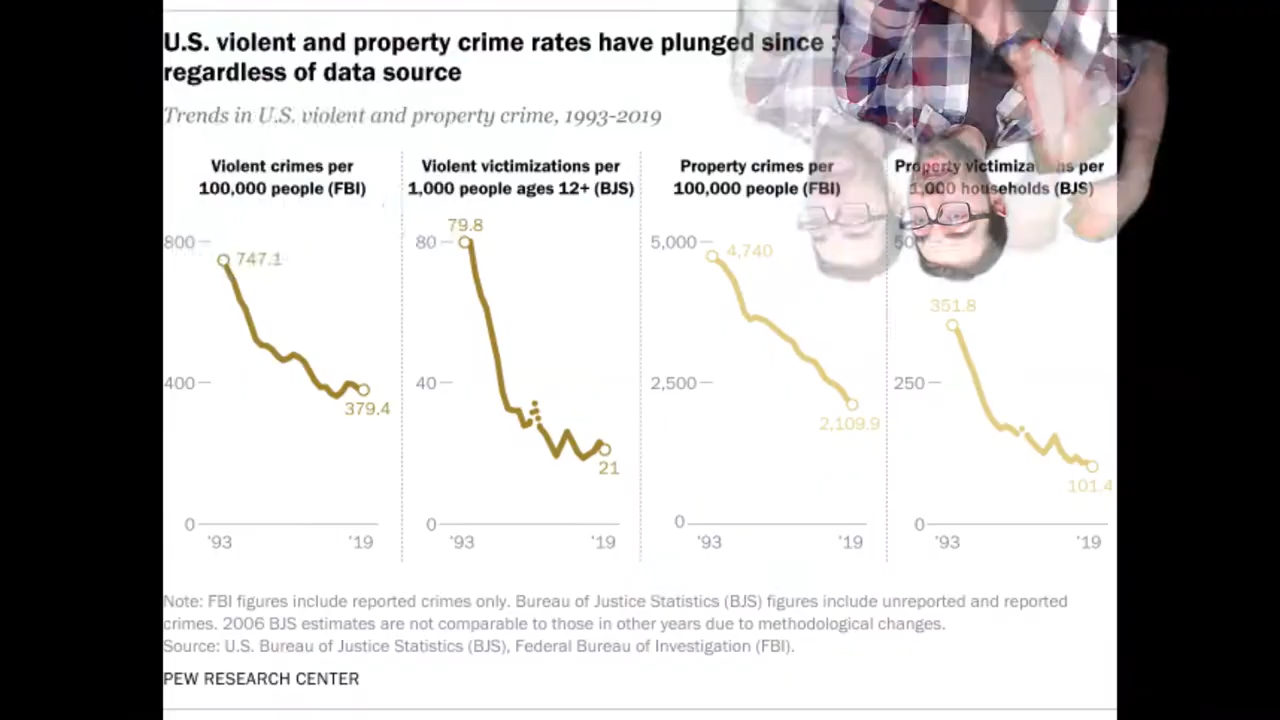 U.S. violent and property crime rates have plunged since
regardless of data source
Trends in U.S. violent and property crime, 1993-2019
Violent crimes per
100,000 people (FBI)
800
747.1
400
379.4
0
'93 '19
Violent victimizations per
1,000 people ages 12+ (BJS)
79.8
80
40
21
0
'93 '19
Property crimes per
100,000 people (FBI)
5,000
4,740
2,500
2,109.9
0
'93 '19
Property victimizations per
1,000 households (BJS)
351.8
250
101.4
0
'93 '19
Note: FBI figures include reported crimes only. Bureau of Justice Statistics (BJS) figures include unreported and reported
crimes. 2006 BJS estimates are not comparable to those in other years due to methodological changes.
Source: U.S. Bureau of Justice Statistics (BJS), Federal Bureau of Investigation (FBI).
PEW RESEARCH CENTER